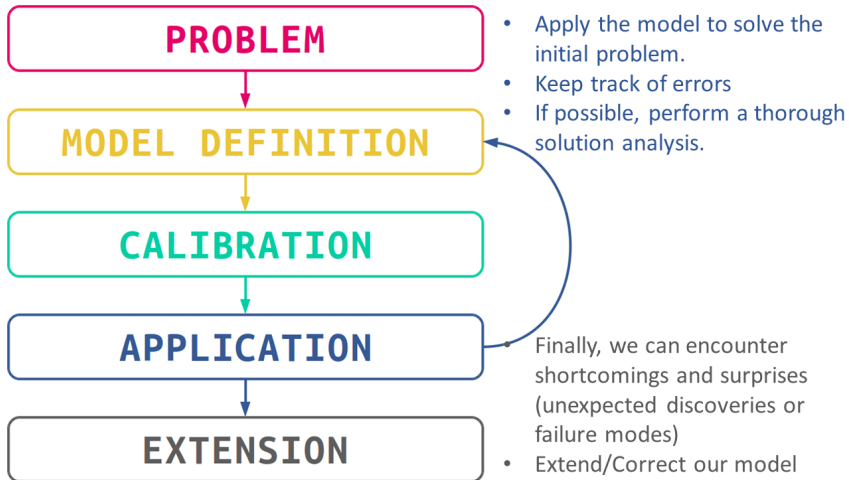 PROBLEM
MODEL DEFINITION
CALIBRATION
APPLICATION
EXTENSION
• Apply the model to solve the
initial problem.
• Keep track of errors
• If possible, perform a thorough
solution analysis.
• Finally, we can encounter
shortcomings and surprises
(unexpected discoveries or
failure modes)
• Extend/Correct our model